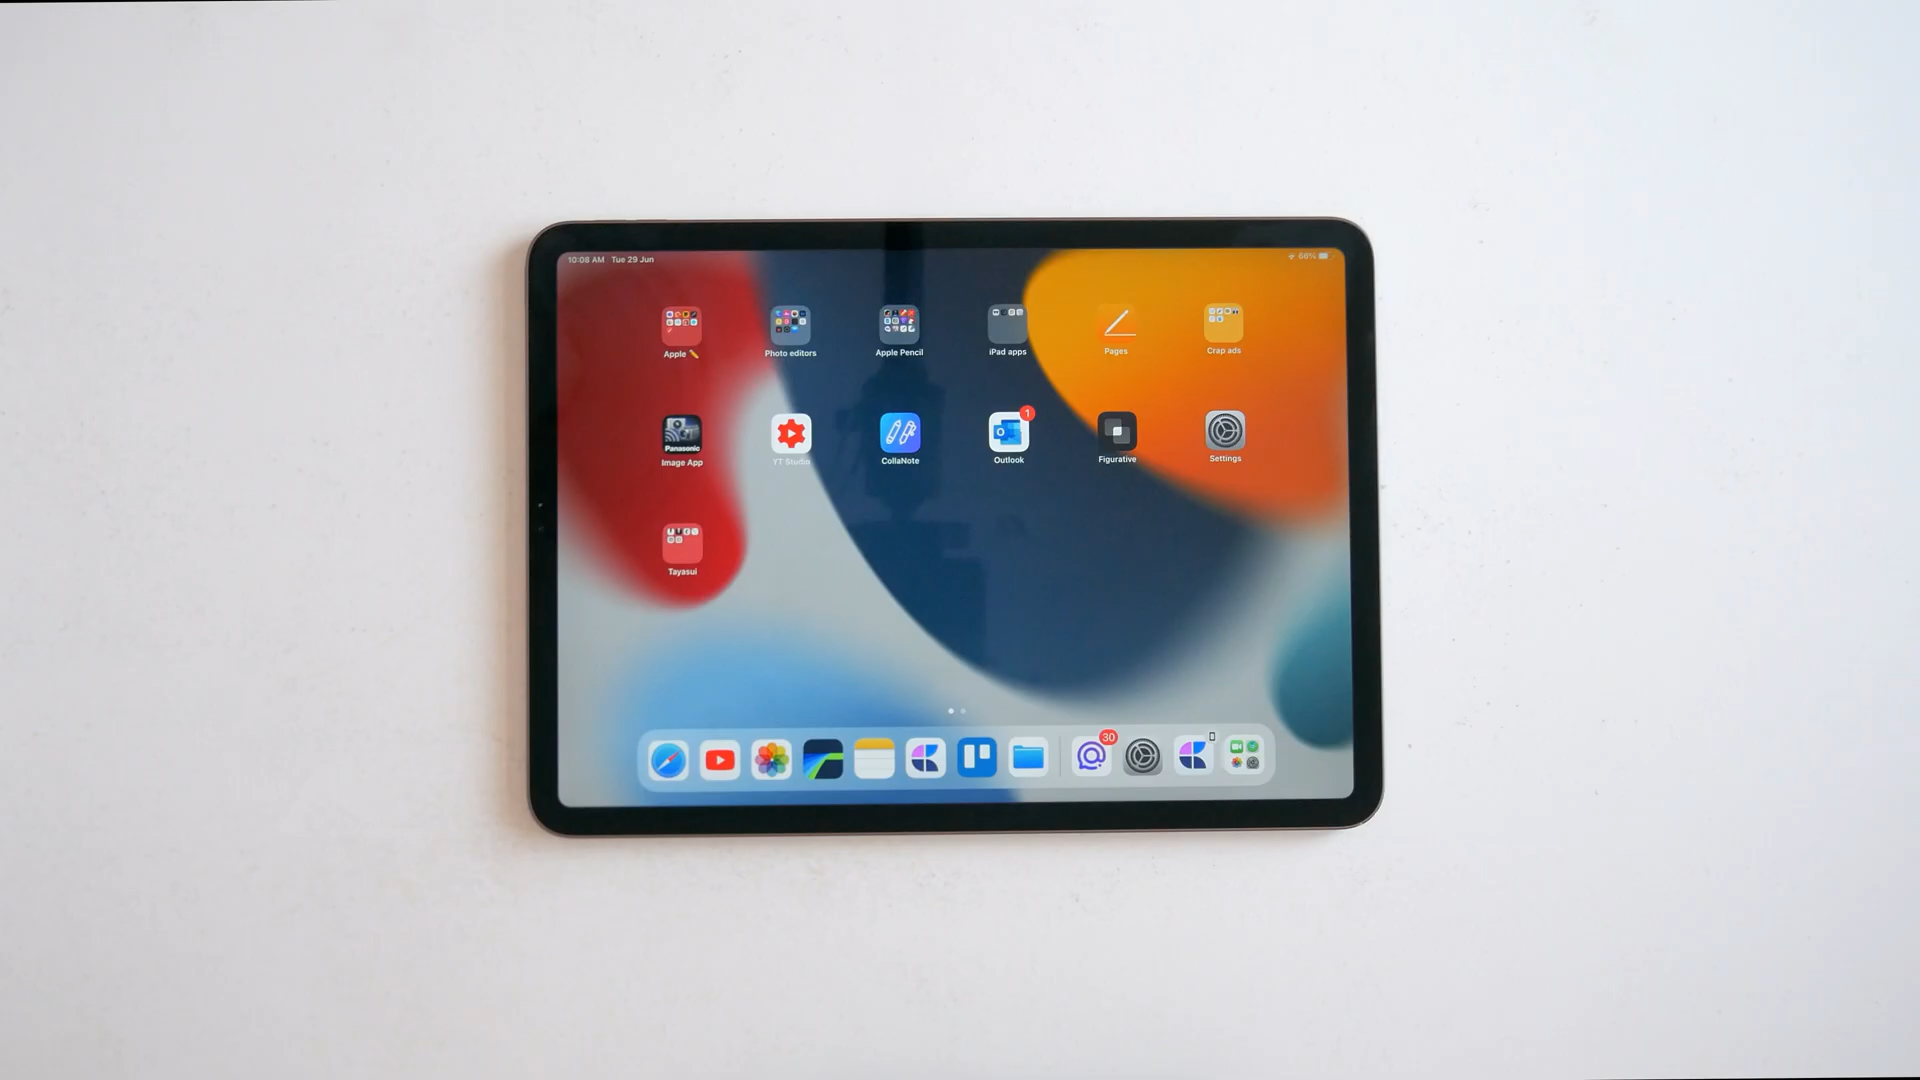 10:08 AM Tue 29 Jun 66%
Apple ✏️ Photo editors Apple Pencil iPad apps Pages Crap ads
Panasonic
Image App YT Studio CollaNote Outlook Figurative Settings
1
Tayasui
30